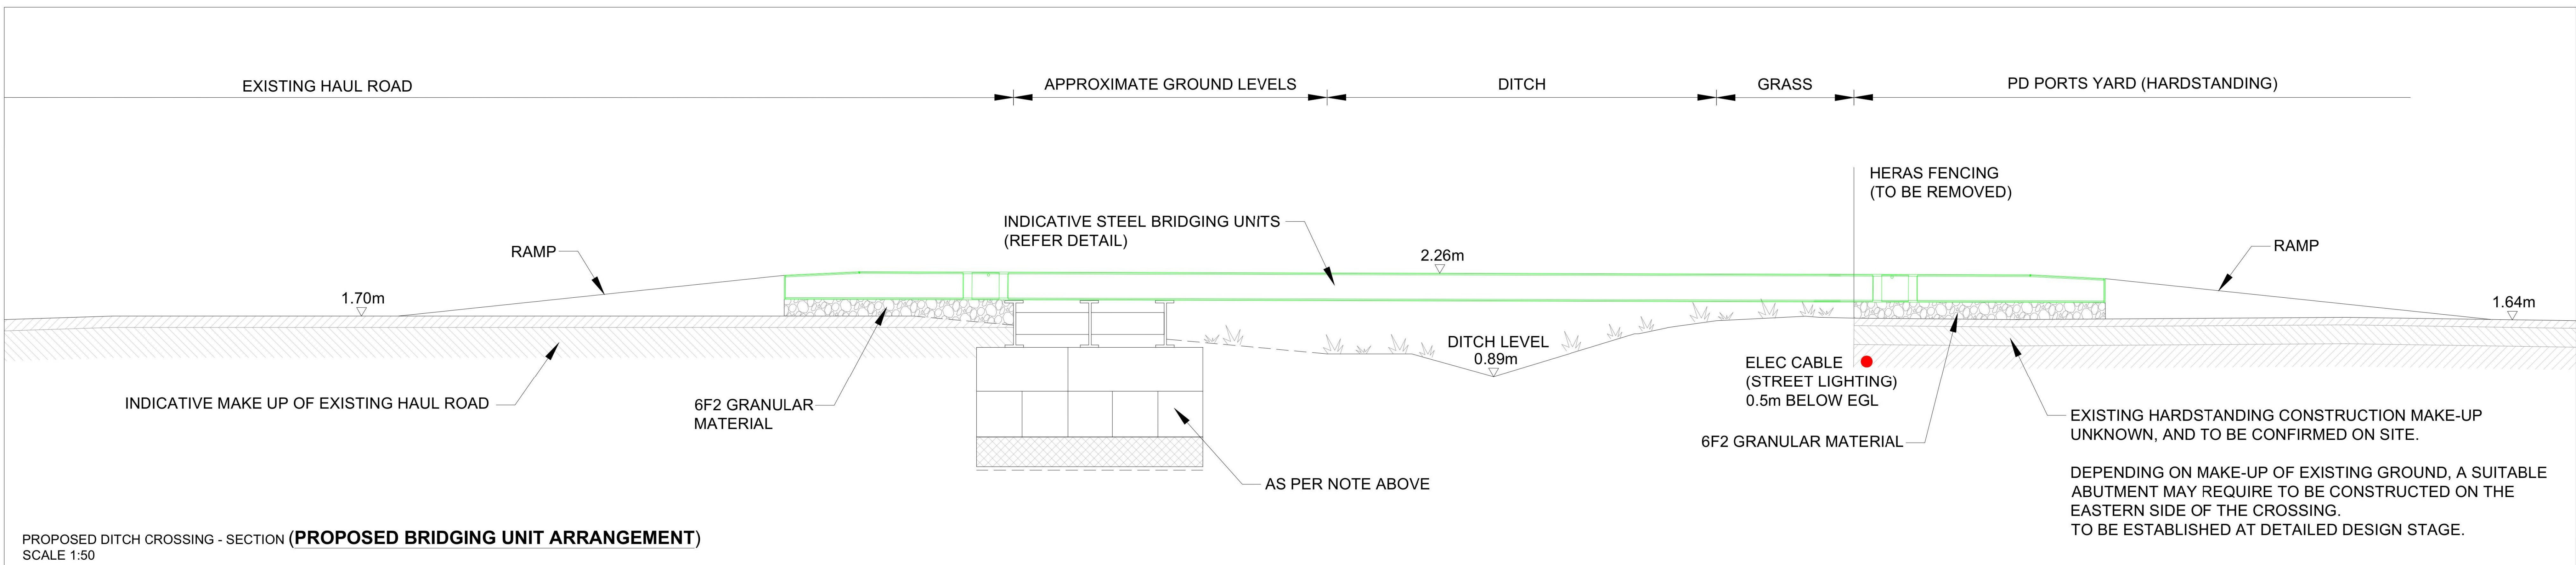 EXISTING HAUL ROAD
APPROXIMATE GROUND LEVELS
DITCH
GRASS
PD PORTS YARD (HARDSTANDING)
HERAS FENCING
(TO BE REMOVED)
INDICATIVE STEEL BRIDGING UNITS
(REFER DETAIL)
RAMP
2.26m
RAMP
1.70m
1.64m
DITCH LEVEL
0.89m
ELEC CABLE
(STREET LIGHTING)
0.5m BELOW EGL
INDICATIVE MAKE UP OF EXISTING HAUL ROAD
6F2 GRANULAR
MATERIAL
6F2 GRANULAR MATERIAL
EXISTING HARDSTANDING CONSTRUCTION MAKE-UP
UNKNOWN, AND TO BE CONFIRMED ON SITE.
DEPENDING ON MAKE-UP OF EXISTING GROUND, A SUITABLE
ABUTMENT MAY REQUIRE TO BE CONSTRUCTED ON THE
EASTERN SIDE OF THE CROSSING.
TO BE ESTABLISHED AT DETAILED DESIGN STAGE.
AS PER NOTE ABOVE
PROPOSED DITCH CROSSING - SECTION (PROPOSED BRIDGING UNIT ARRANGEMENT)
SCALE 1:50